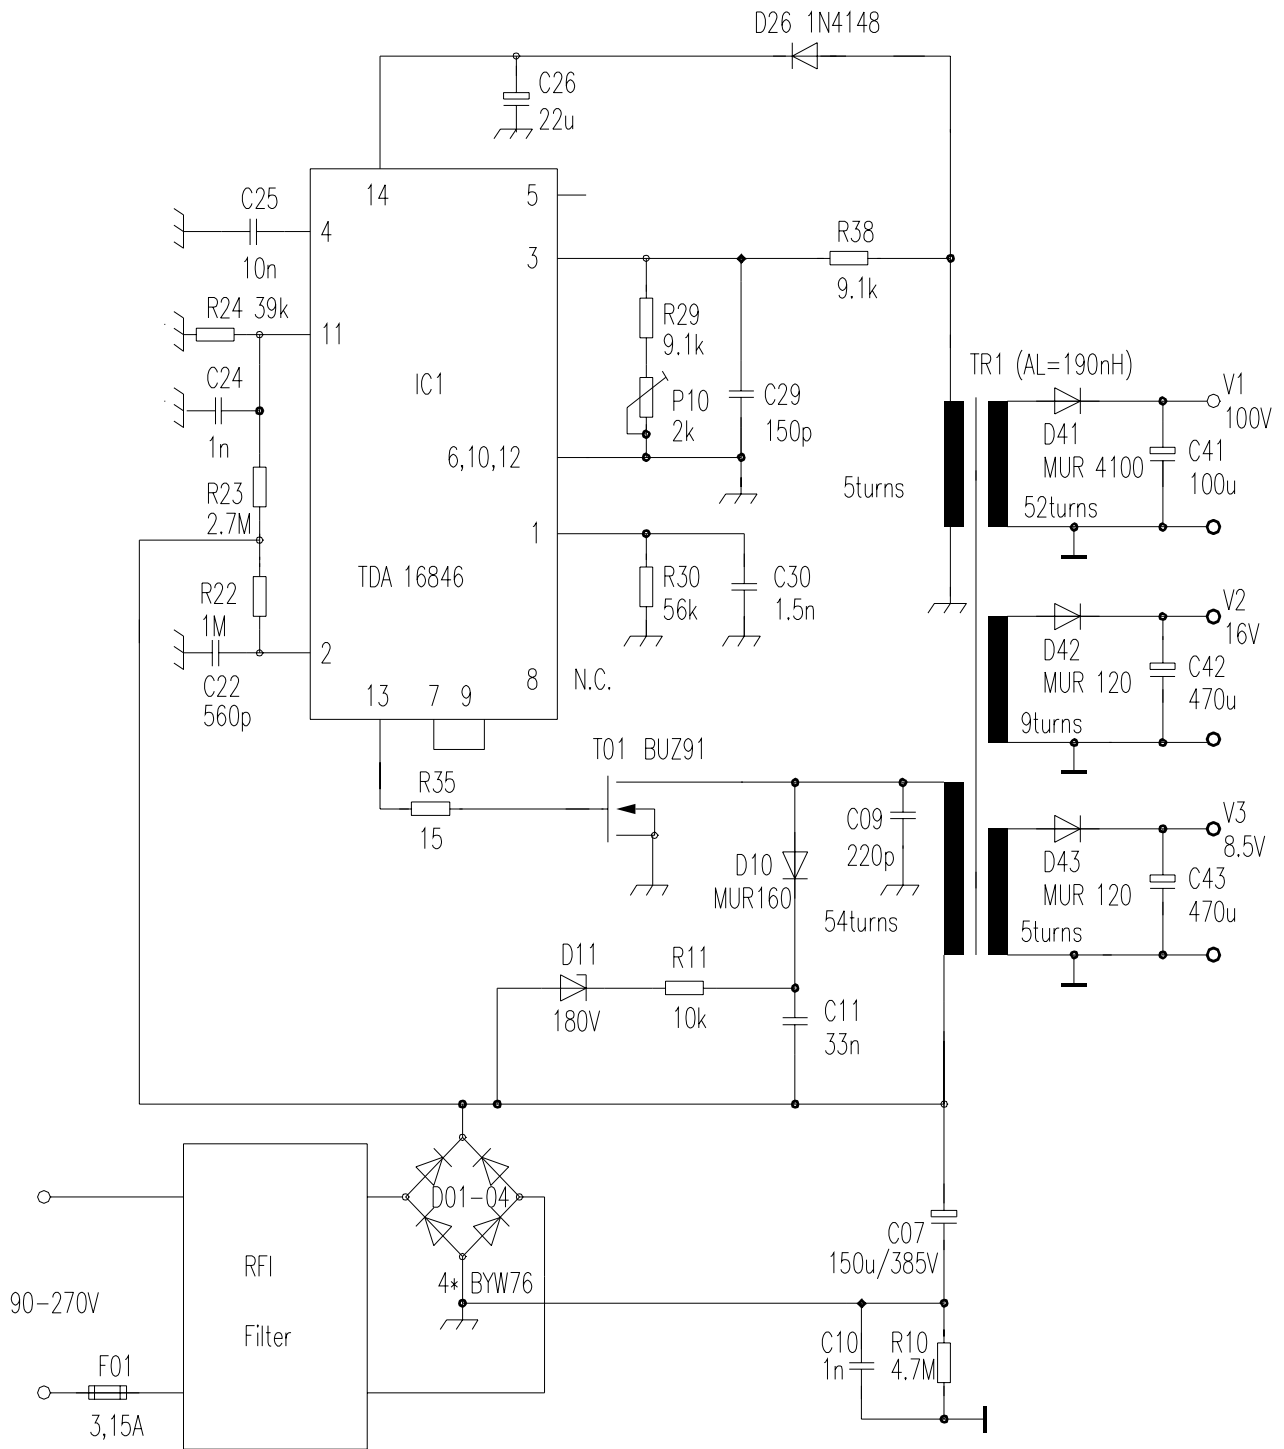 D26 1N4148
C26
22u
14
5
C25
4
10n
3
R38
9.1k
R24 39k
11
R29
9.1k
TR1 (AL=190nH)
C24
1n
IC1
P10
2k
C29
150p
V1
100V
D41
MUR 4100
C41
100u
6,10,12
5turns
52turns
R23
2.7M
1
TDA 16846
R30
56k
C30
1.5n
R22
1M
V2
16V
2
D42
MUR 120
C42
470u
C22
560p
8
N.C.
13
7
9
9turns
T01 BUZ91
R35
15
C09
220p
V3
8.5V
D10
MUR160
D43
MUR 120
C43
470u
54turns
5turns
D11
180V
R11
10k
C11
33n
D01-04
C07
150u/385V
RFI
Filter
4* BYW76
90-270V
C10
1n
R10
4.7M
F01
3,15A